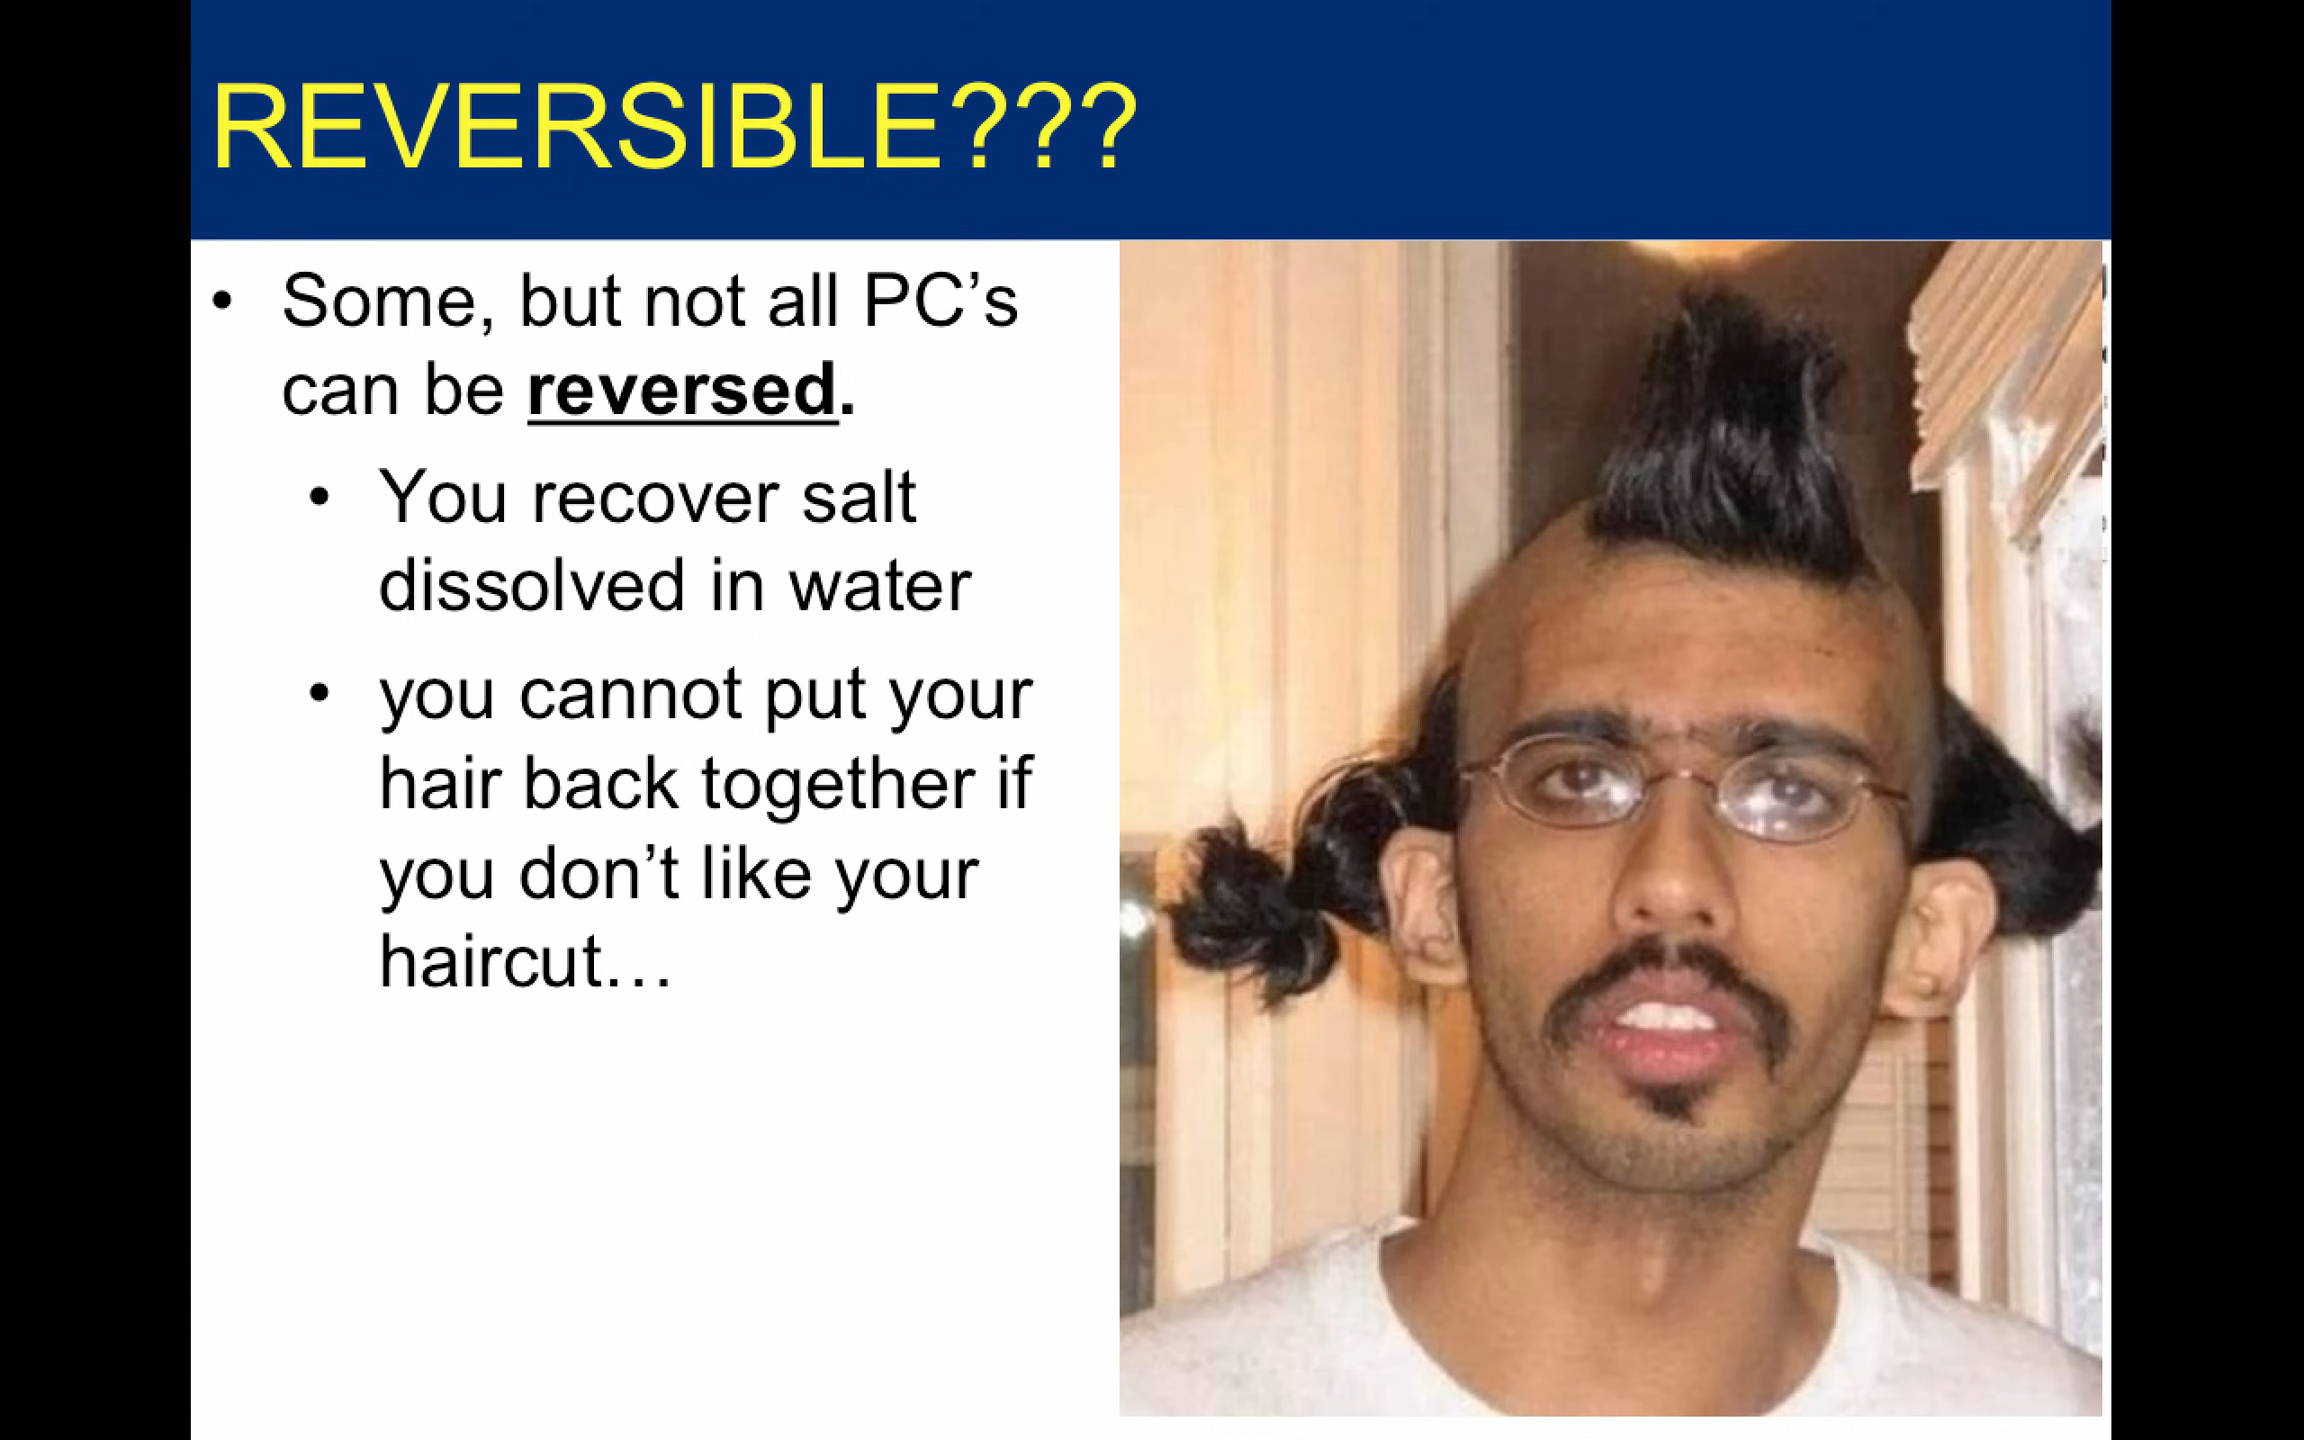 REVERSIBLE???
• Some, but not all PC’s
can be reversed.
• You recover salt
dissolved in water
• you cannot put your
hair back together if
you don’t like your
haircut…